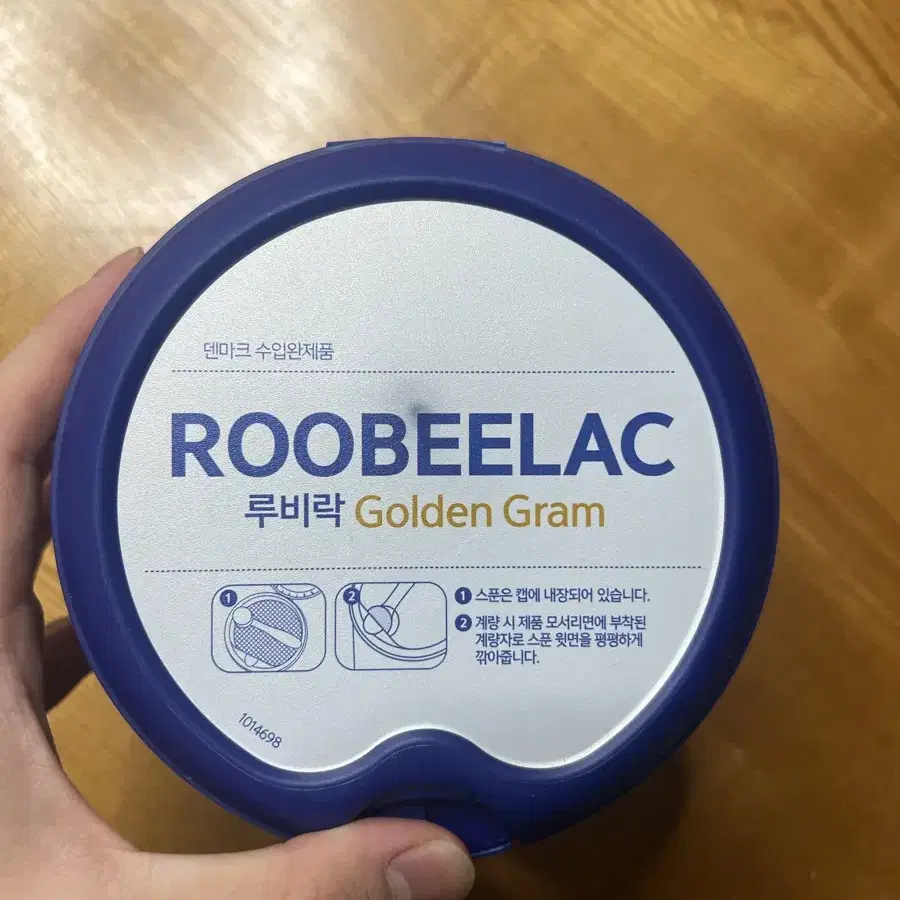 덴마크 수입완제품
ROOBEELAC
루비락 Golden Gram
1 2
1 스푼은 캡에 내장되어 있습니다.
2 계량 시 제품 모서리면에 부착된
계량자로 스푼 윗면을 평평하게
깎아줍니다.
1014698